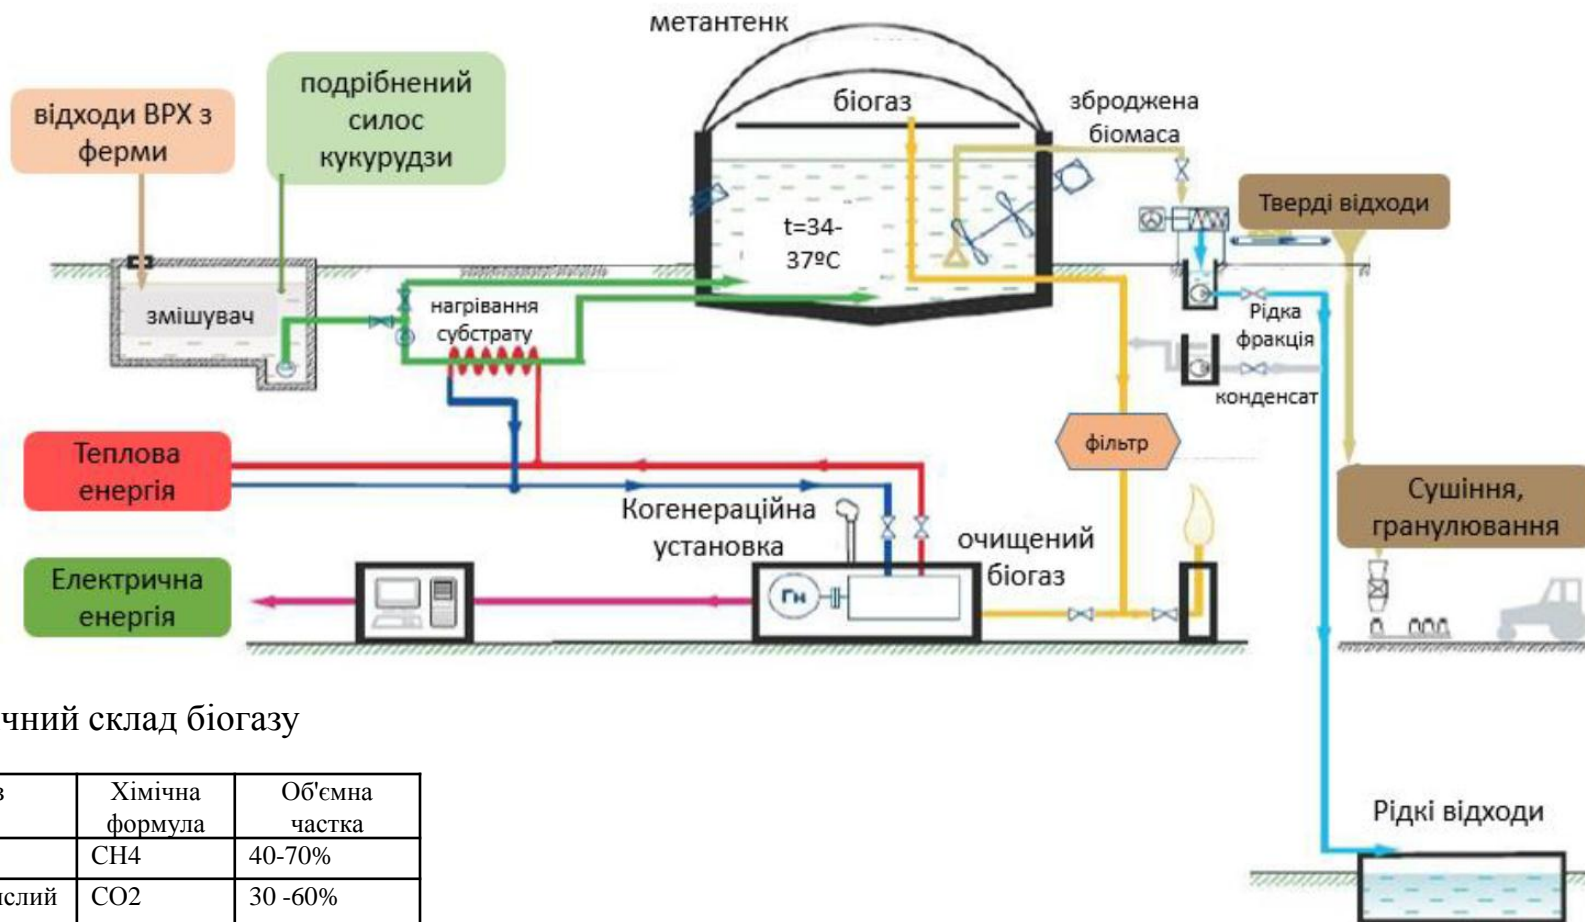 метантенк
відходи ВРХ з
ферми
подрібнений
силос
кукурудзи
біогаз
зброджена
біомаса
Тверді відходи
t=34-
37ºC
змішувач
нагрівання
субстрату
Рідка
фракція
конденсат
фільтр
Теплова
енергія
Сушіння,
гранулювання
Когенераційна
установка
очищений
біогаз
Електрична
енергія
Гн
чний склад біогазу
Хімічна
формула
Об'ємна
частка
CH4
40-70%
CO2
30 -60%
Рідкі відходи